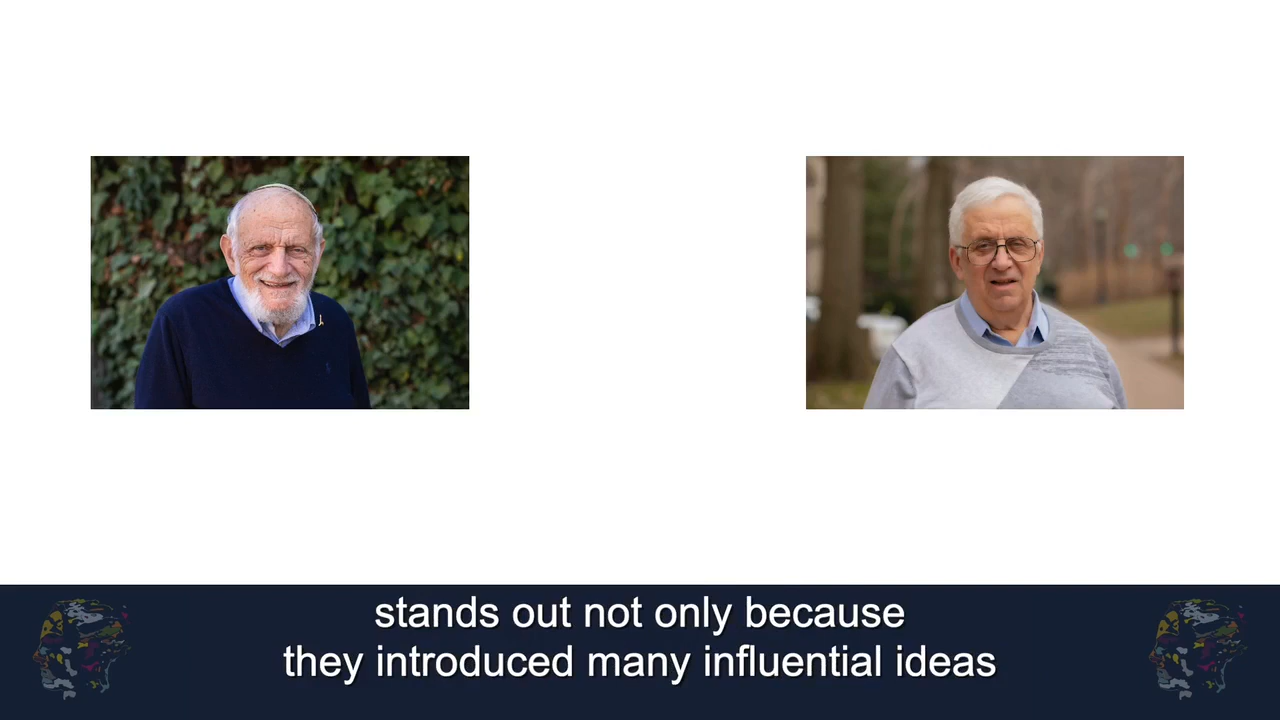 stands out not only because
they introduced many influential ideas